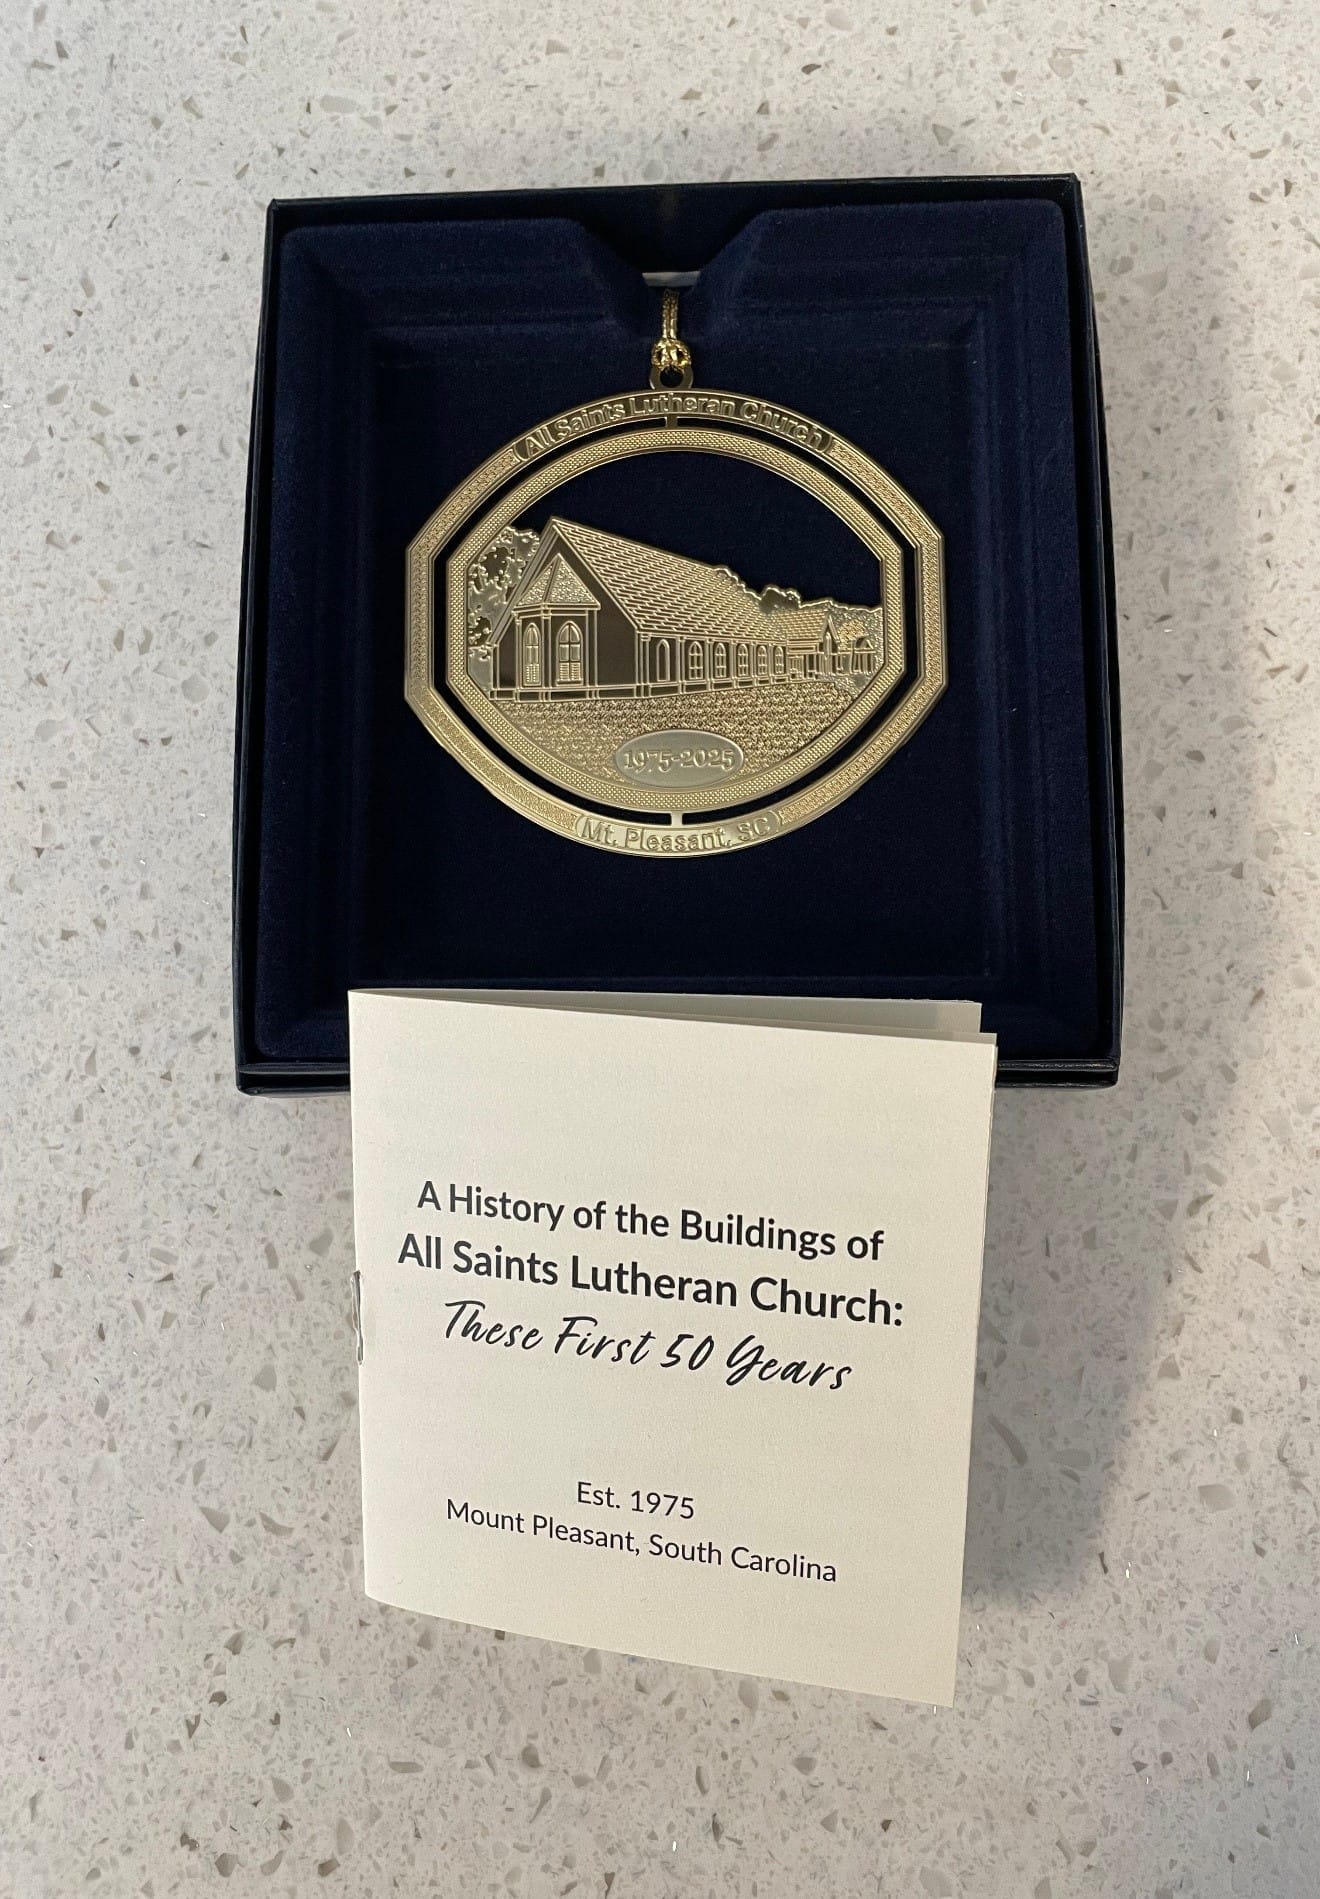 All Saints Lutheran Church
1975-2025
Mt. Pleasant, SC
A History of the Buildings of
All Saints Lutheran Church:
These First 50 Years
Est. 1975
Mount Pleasant, South Carolina